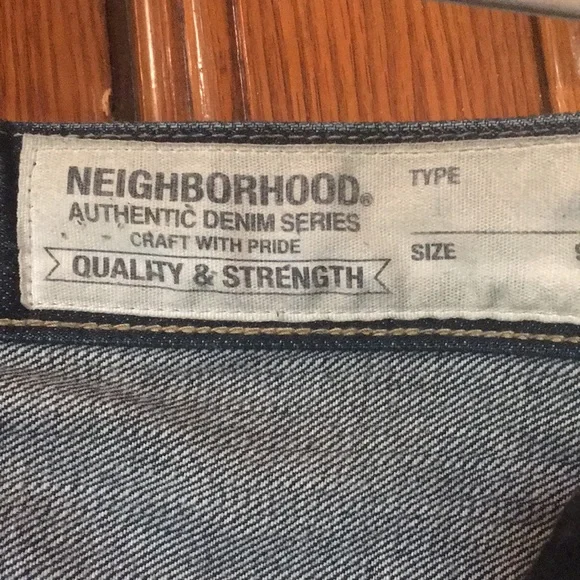 NEIGHBORHOOD®
AUTHENTIC DENIM SERIES
CRAFT WITH PRIDE
QUALITY & STRENGTH
TYPE
SIZE